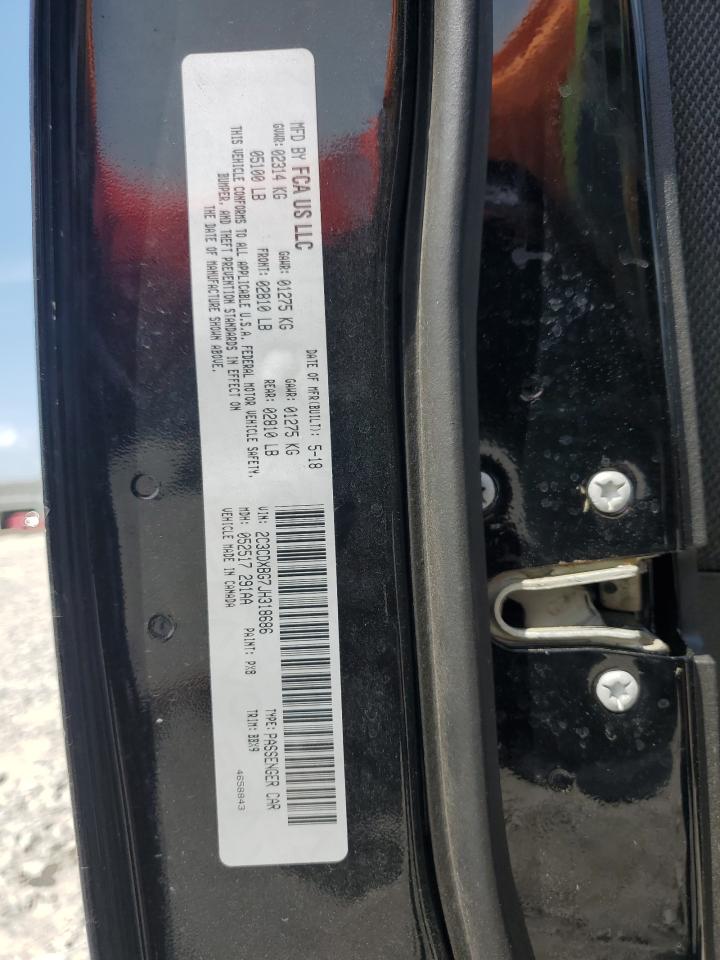 MFD BY FCA US LLC
DATE OF MFR(BUILT): 5-18
GVWR: 02314 KG
GAWR: 01275 KG
GAWR: 01275 KG
05100 LB
FRONT: 02810 LB
REAR: 02810 LB
THIS VEHICLE CONFORMS TO ALL APPLICABLE U.S.A. FEDERAL MOTOR VEHICLE SAFETY,
BUMPER, AND THEFT PREVENTION STANDARDS IN EFFECT ON
THE DATE OF MANUFACTURE SHOWN ABOVE.
VIN: 2C3CDXBG7JH318686
TYPE: PASSENGER CAR
MDH: 052517 291AA
PAINT: PX8
TRIM: BBX9
VEHICLE MADE IN CANADA
4658843